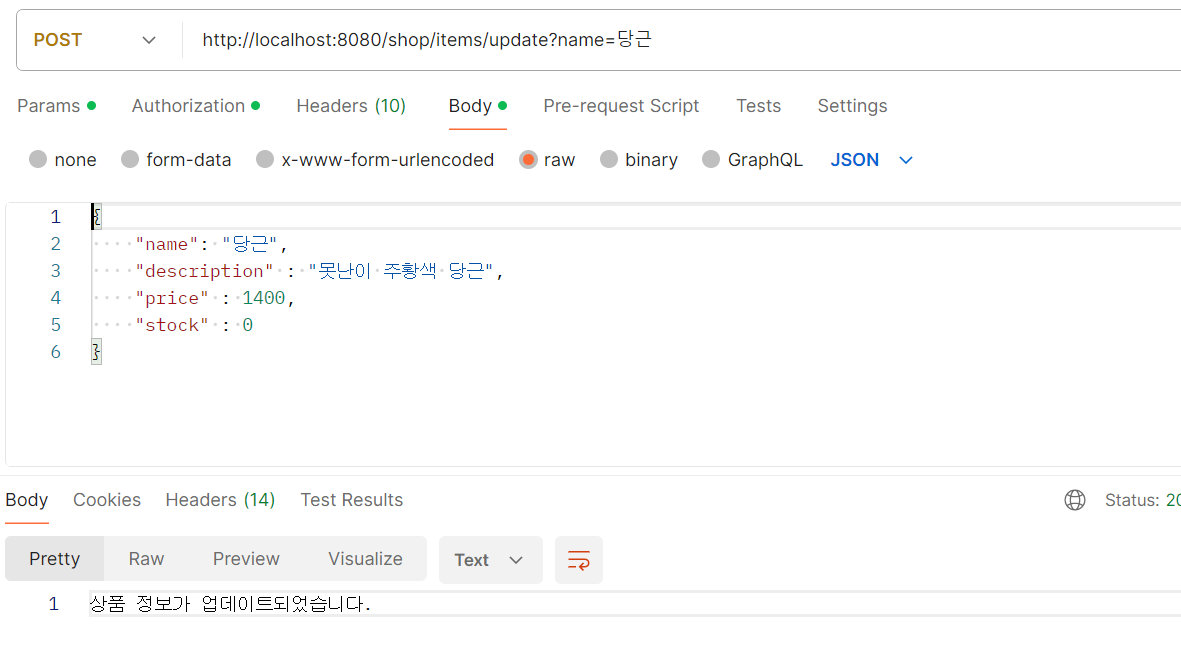 POST http://localhost:8080/shop/items/update?name=당근
Params Authorization Headers (10) Body Pre-request Script Tests Settings
none form-data x-www-form-urlencoded raw binary GraphQL JSON
1 {
2 "name": "당근",
3 "description" : "못난이 주황색 당근",
4 "price" : 1400,
5 "stock" : 0
6 }
Body Cookies Headers (14) Test Results Status: 20
Pretty Raw Preview Visualize Text
1 상품 정보가 업데이트되었습니다.